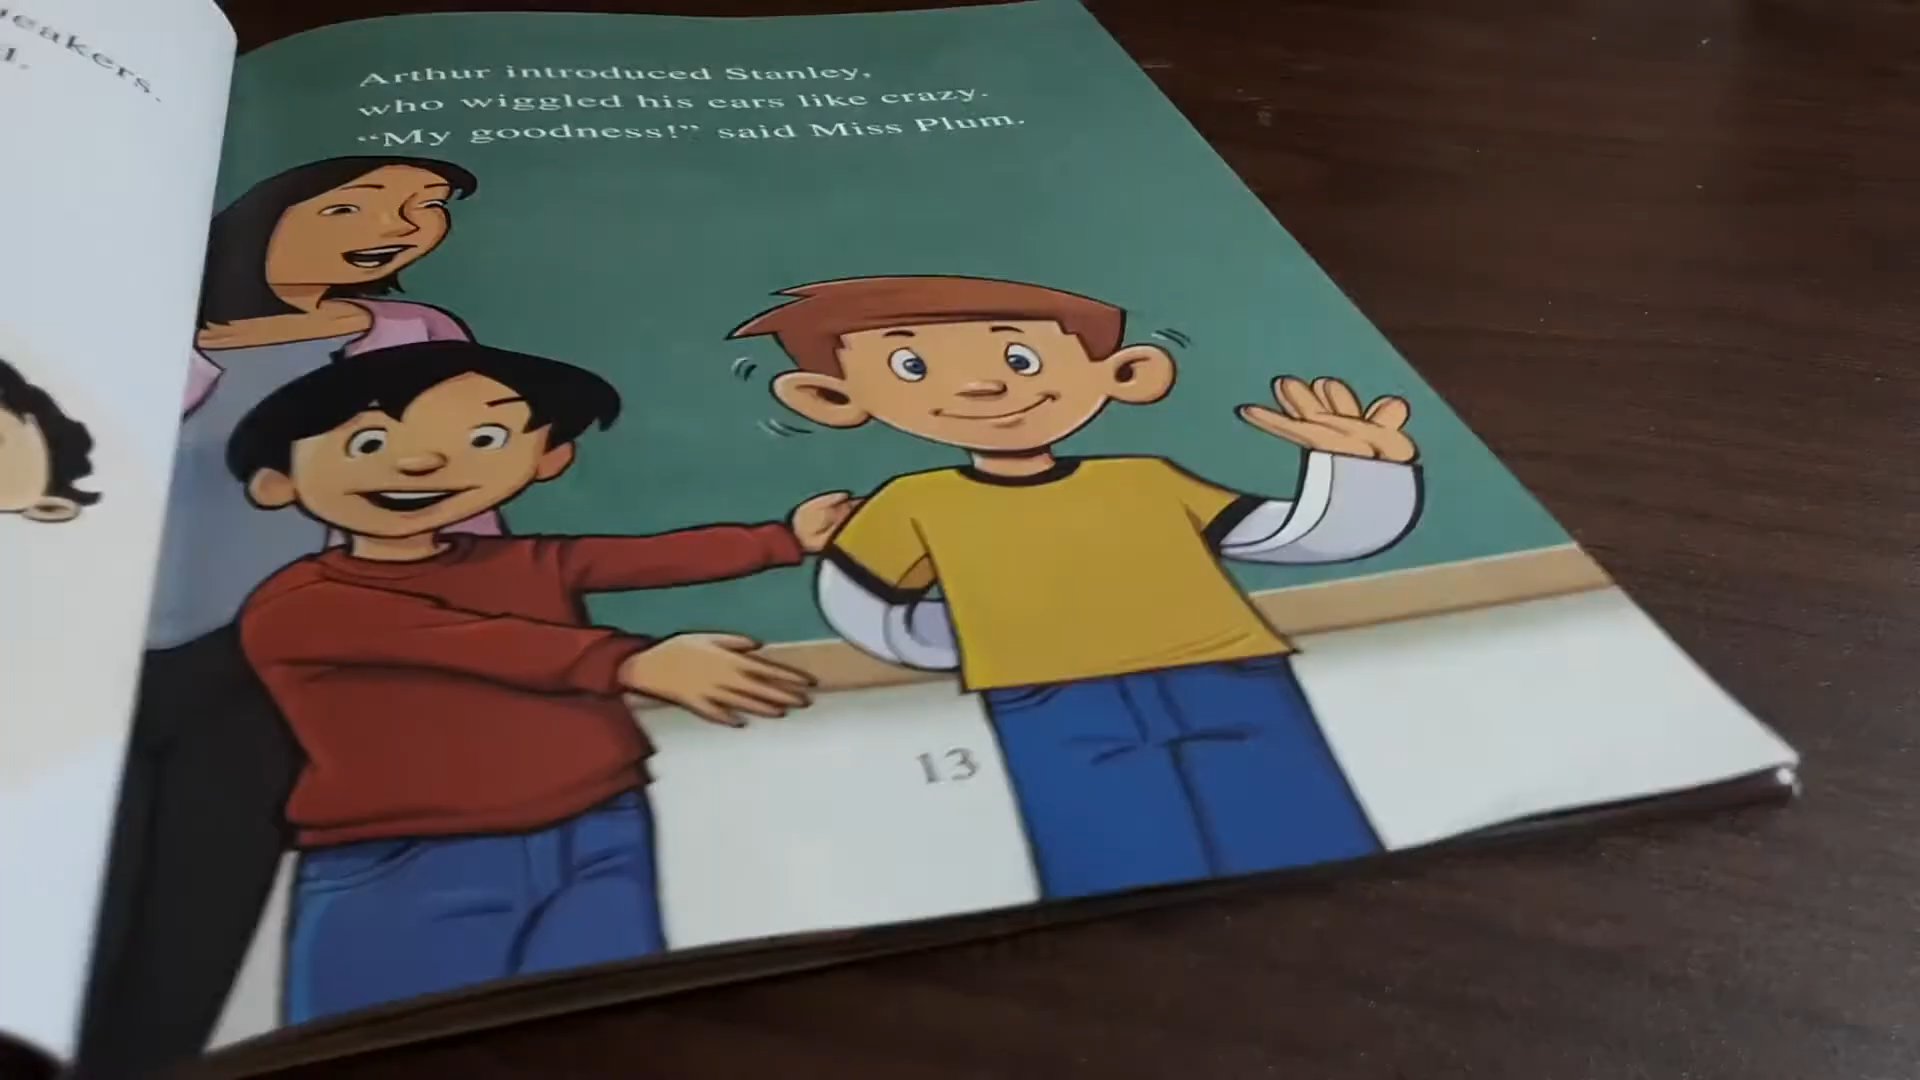 Arthur introduced Stanley,
who wiggled his ears like crazy.
“My goodness!” said Miss Plum.
13